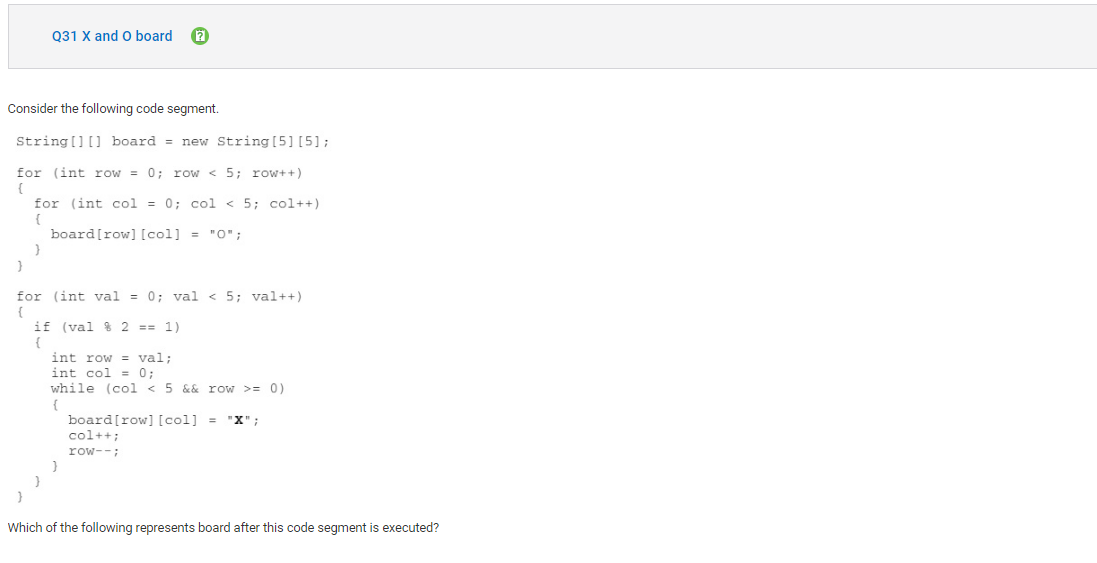 Q31 X and O board
Consider the following code segment.
String[][] board = new String[5][5];
for (int row = 0; row < 5; row++)
{
for (int col = 0; col < 5; col++)
{
board[row][col] = "O";
}
}
for (int val = 0; val < 5; val++)
{
if (val % 2 == 1)
{
int row = val;
int col = 0;
while (col < 5 && row >= 0)
{
board[row][col] = "X";
col++;
row--;
}
}
}
Which of the following represents board after this code segment is executed?